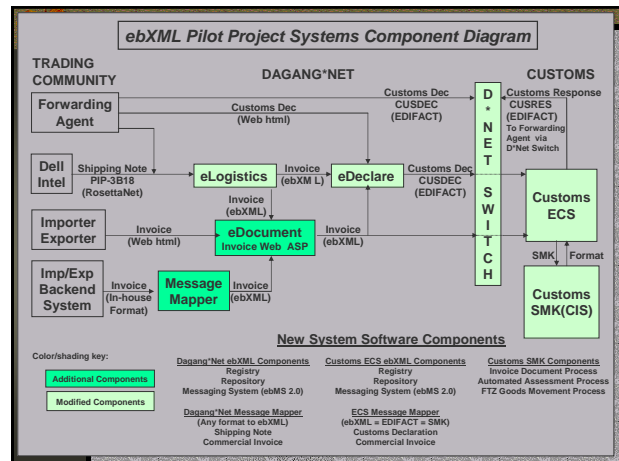 ebXML Pilot Project Systems Component Diagram
TRADING
COMMUNITY
DAGANG*NET
CUSTOMS
Forwarding
Agent
Customs Dec
(Web html)
Customs Dec
CUSDEC
(EDIFACT)
D
*
N
E
T
S
W
I
T
C
H
Customs Response
CUSRES
(EDIFACT)
To Forwarding
Agent via
D*Net Switch
Dell
Intel
Shipping Note
PIP-3B18
(RosettaNet)
eLogistics
Invoice
(ebXM L)
eDeclare
Customs Dec
CUSDEC
(EDIFACT)
Customs
ECS
Invoice
(ebXML)
Importer
Exporter
Invoice
(Web html)
eDocument
Invoice Web ASP
Invoice
(ebXML)
SMK
Format
Imp/Exp
Backend
System
Invoice
(In-house
Format)
Message
Mapper
Invoice
(ebXML)
Customs
SMK(CIS)
New System Software Components
Color/shading key:
Additional Components
Modified Components
Dagang*Net ebXML Components
Registry
Repository
Messaging System (ebMS 2.0)
Customs ECS ebXML Components
Registry
Repository
Messaging System (ebMS 2.0)
Customs SMK Components
Invoice Document Process
Automated Assessment Process
FTZ Goods Movement Process
Dagang*Net Message Mapper
(Any format to ebXML)
Shipping Note
Commercial Invoice
ECS Message Mapper
(ebXML = EDIFACT = SMK)
Customs Declaration
Commercial Invoice